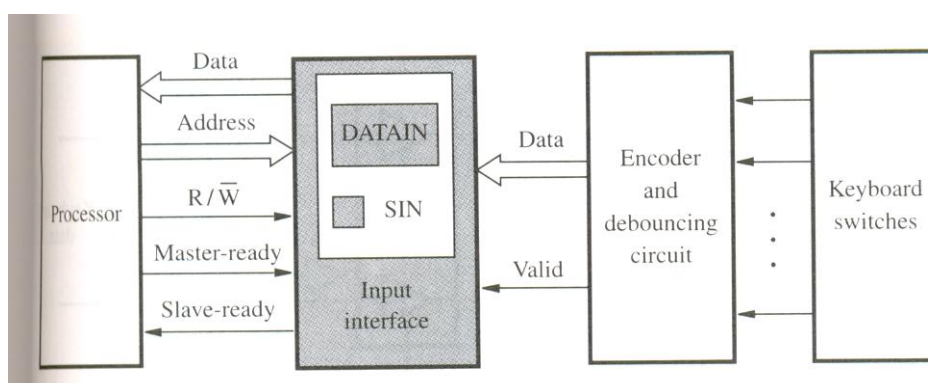 Data
Address
R / W̅
Master-ready
Slave-ready
Processor
DATAIN
SIN
Input
interface
Data
Valid
Encoder
and
debouncing
circuit
Keyboard
switches